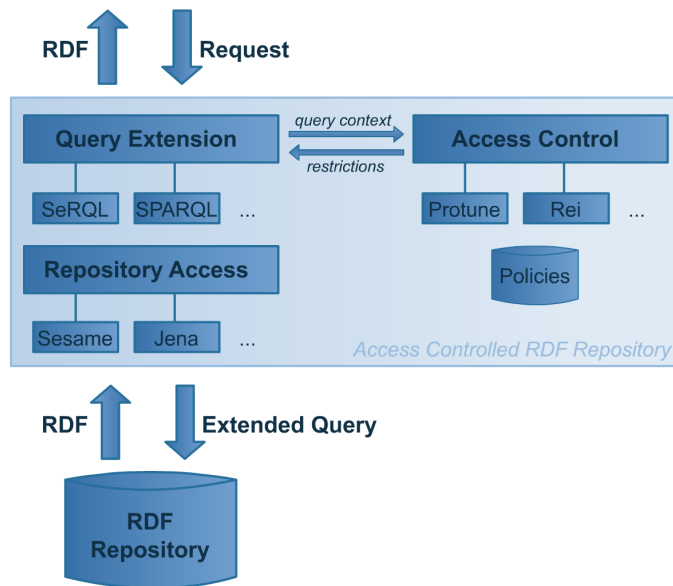 RDF
Request
Query Extension
query context
restrictions
Access Control
SeRQL
SPARQL
...
Protune
Rei
...
Repository Access
Policies
Sesame
Jena
...
Access Controlled RDF Repository
RDF
Extended Query
RDF
Repository